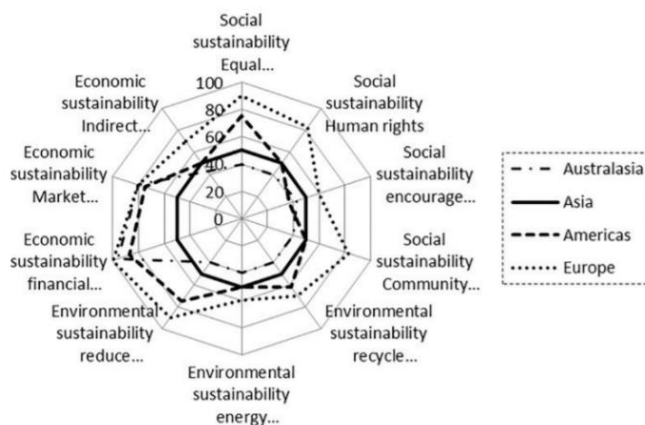 Social
sustainability
Equal...
Social
sustainability
Human rights
Social
sustainability
encourage...
Social
sustainability
Community...
Environmental
sustainability
recycle...
Environmental
sustainability
energy...
Environmental
sustainability
reduce...
Economic
sustainability
financial...
Economic
sustainability
Market...
Economic
sustainability
Indirect...
100
80
60
40
20
0
Australasia
Asia
Americas
Europe